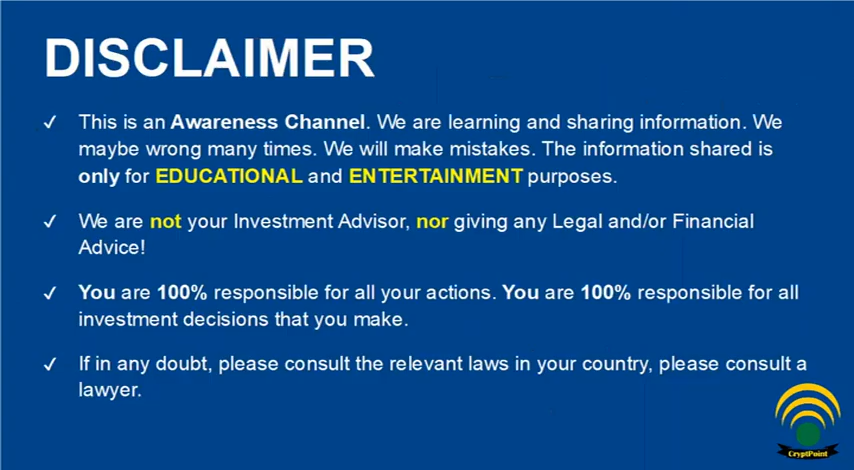 DISCLAIMER
✓ This is an Awareness Channel. We are learning and sharing information. We
maybe wrong many times. We will make mistakes. The information shared is
only for EDUCATIONAL and ENTERTAINMENT purposes.
✓ We are not your Investment Advisor, nor giving any Legal and/or Financial
Advice!
✓ You are 100% responsible for all your actions. You are 100% responsible for all
investment decisions that you make.
✓ If in any doubt, please consult the relevant laws in your country, please consult a
lawyer.
CryptPoint